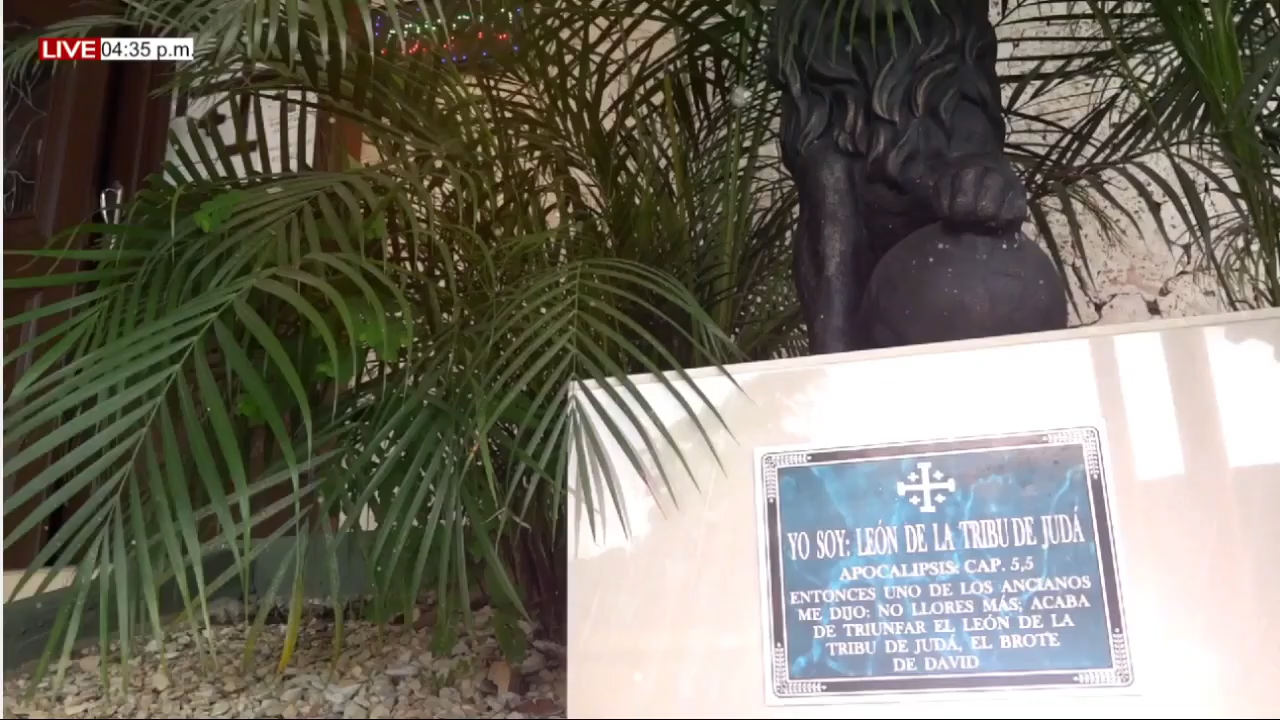 LIVE 04:35 p.m.
YO SOY: LEÓN DE LA TRIBU DE JUDÁ
APOCALIPSIS: CAP. 5,5
ENTONCES UNO DE LOS ANCIANOS
ME DIJO: NO LLORES MÁS; ACABA
DE TRIUNFAR EL LEÓN DE LA
TRIBU DE JUDÁ, EL BROTE
DE DAVID